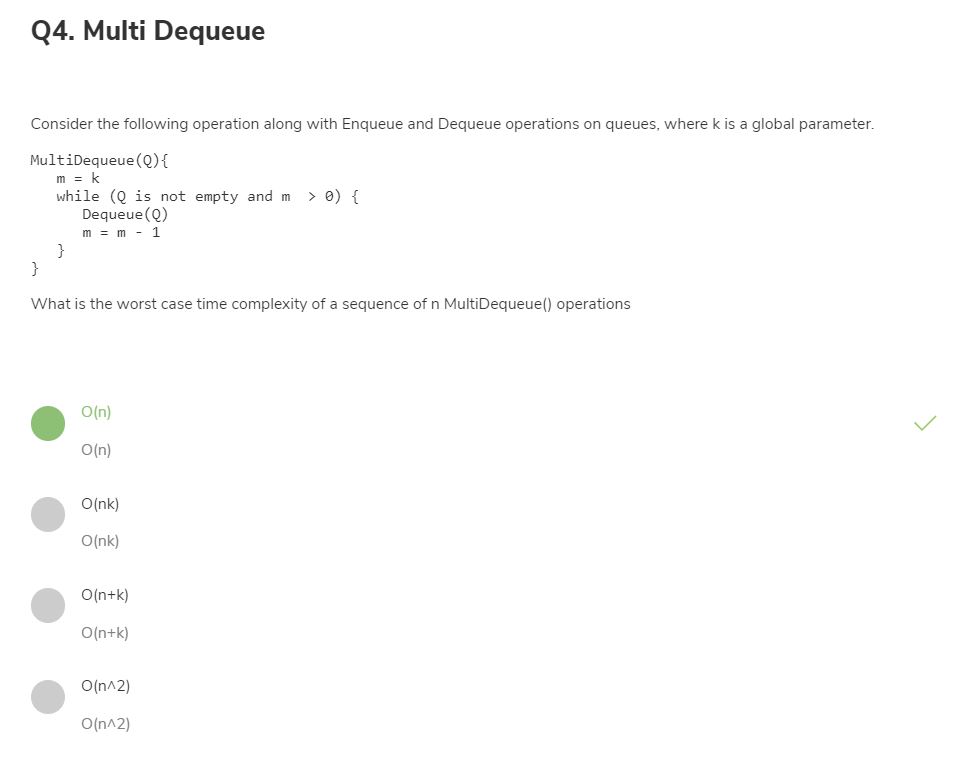 Q4. Multi Dequeue
Consider the following operation along with Enqueue and Dequeue operations on queues, where k is a global parameter.
MultiDequeue(Q){
   m = k
   while (Q is not empty and m  > 0) {
      Dequeue(Q)
      m = m - 1
   }
}
What is the worst case time complexity of a sequence of n MultiDequeue() operations
O(n)
O(n)
O(nk)
O(nk)
O(n+k)
O(n+k)
O(n^2)
O(n^2)